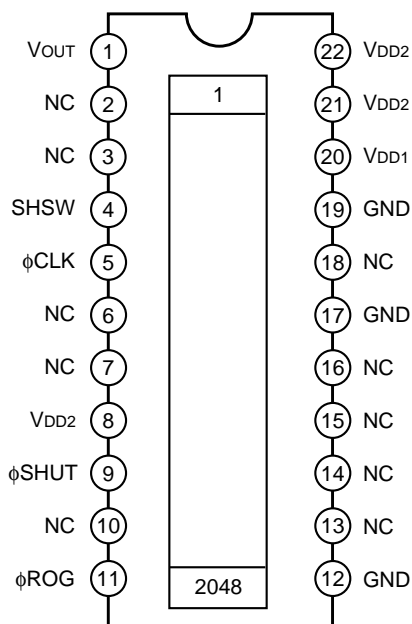 VOUT 1 22 VDD2
NC 2 1 21 VDD2
NC 3 20 VDD1
SHSW 4 19 GND
ϕCLK 5 18 NC
NC 6 17 GND
NC 7 16 NC
VDD2 8 15 NC
ϕSHUT 9 14 NC
NC 10 13 NC
ϕROG 11 2048 12 GND